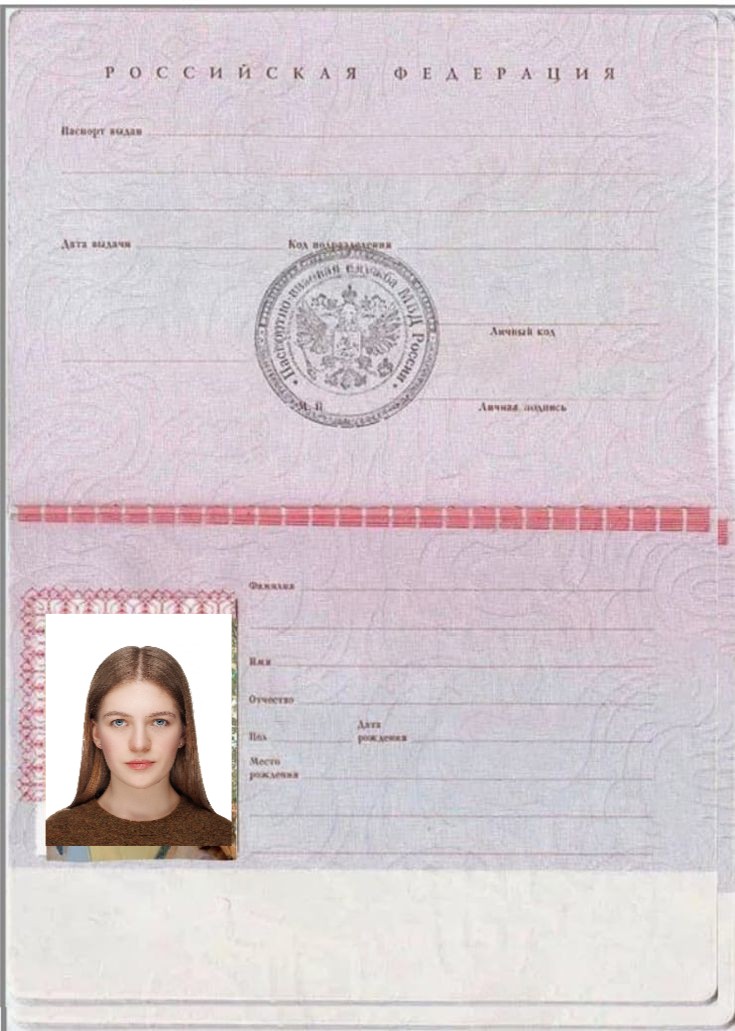 РОССИЙСКАЯ ФЕДЕРАЦИЯ
Паспорт выдан
Дата выдачи Код подразделения
Паспортно-визовая служба МВД России
Личный код
М. П Личная подпись
Фамилия
Имя
Отчество
Пол Дата рождения
Место
рождения